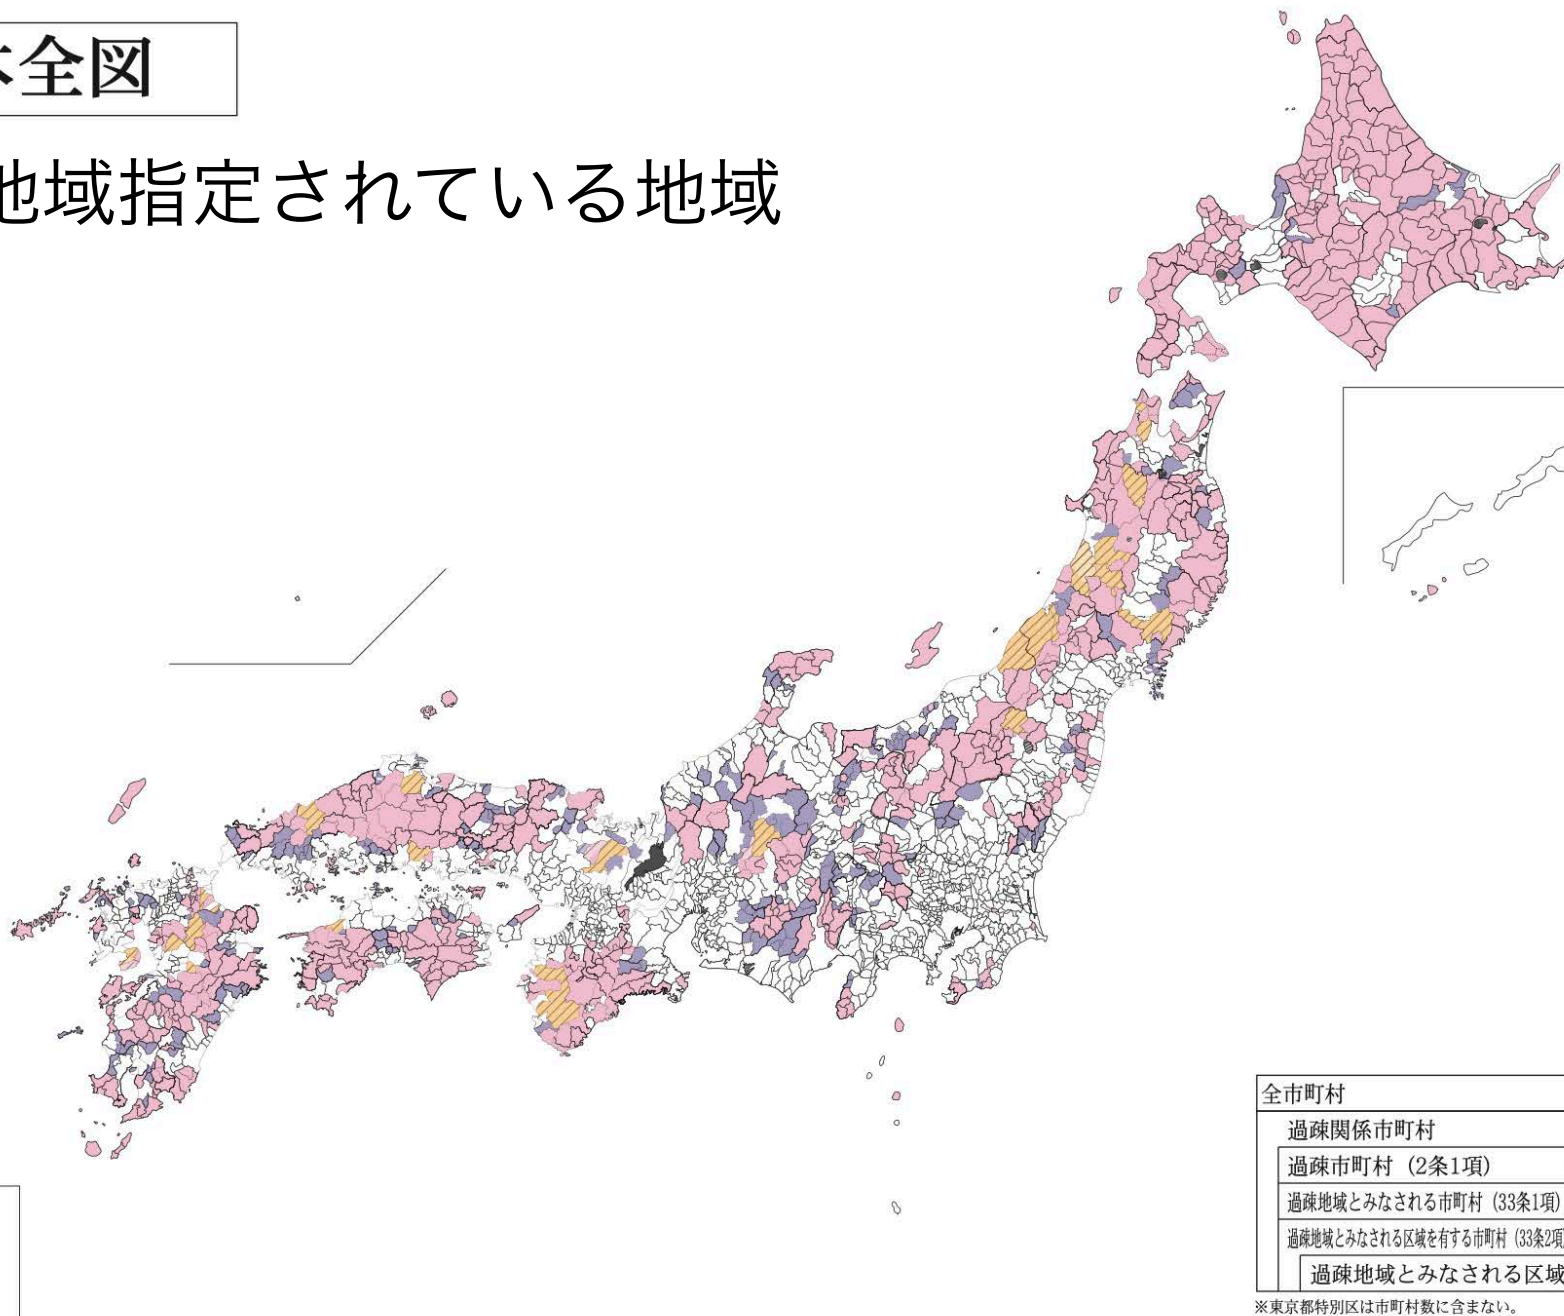 全図
地域指定されている地域
全市町村
過疎関係市町村
過疎市町村（2条1項）
過疎地域とみなされる市町村（33条1項）
過疎地域とみなされる区域を有する市町村（33条2項
過疎地域とみなされる区域
※東京都特別区は市町村数に含まない。